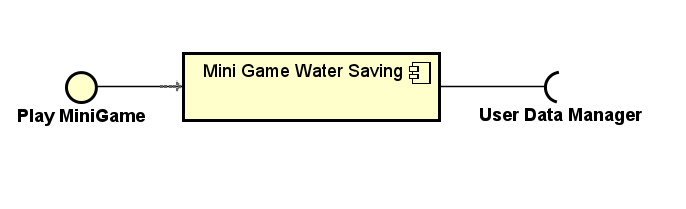 Mini Game Water Saving
Play MiniGame
User Data Manager